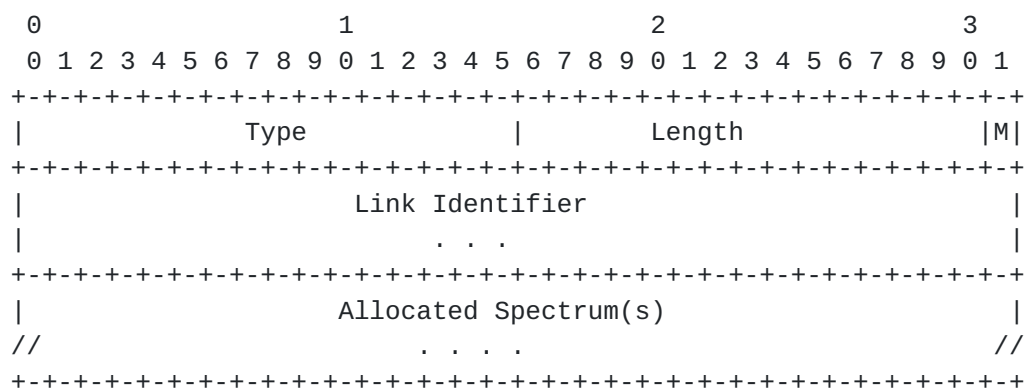 0                   1                   2                   3
 0 1 2 3 4 5 6 7 8 9 0 1 2 3 4 5 6 7 8 9 0 1 2 3 4 5 6 7 8 9 0 1
+-+-+-+-+-+-+-+-+-+-+-+-+-+-+-+-+-+-+-+-+-+-+-+-+-+-+-+-+-+-+-+-+
|              Type             |        Length               |M|
+-+-+-+-+-+-+-+-+-+-+-+-+-+-+-+-+-+-+-+-+-+-+-+-+-+-+-+-+-+-+-+-+
|                     Link Identifier                           |
|                          . . .                                |
+-+-+-+-+-+-+-+-+-+-+-+-+-+-+-+-+-+-+-+-+-+-+-+-+-+-+-+-+-+-+-+-+
|                    Allocated Spectrum(s)                      |
//                        . . . .                              //
+-+-+-+-+-+-+-+-+-+-+-+-+-+-+-+-+-+-+-+-+-+-+-+-+-+-+-+-+-+-+-+-+